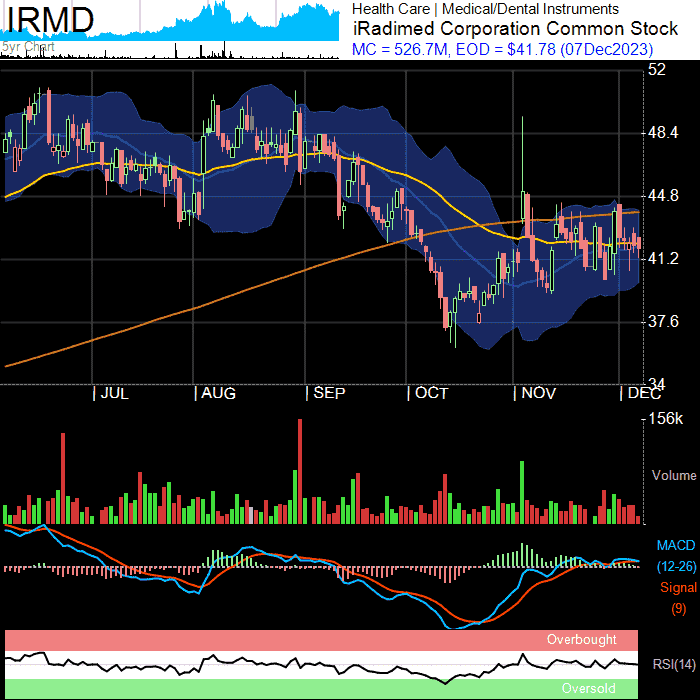 IRMD
5yr Chart
Health Care | Medical/Dental Instruments
iRadimed Corporation Common Stock
MC = 526.7M, EOD = $41.78 (07Dec2023)
52
48.4
44.8
41.2
37.6
34
JUL AUG SEP OCT NOV DEC
156k
Volume
MACD
(12-26)
Signal
(9)
Overbought
RSI(14)
Oversold